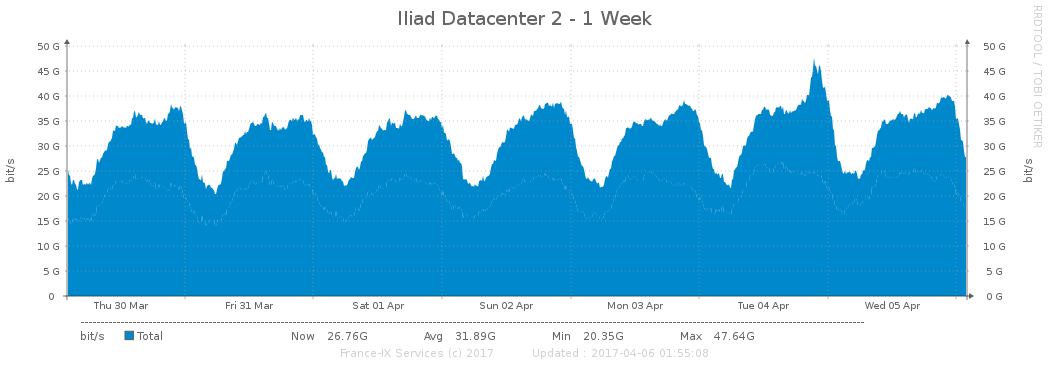 Iliad Datacenter 2 - 1 Week
RRDTOOL / TOBI OETIKER
50 G 50 G
45 G 45 G
40 G 40 G
35 G 35 G
30 G 30 G
25 G 25 G
20 G 20 G
15 G 15 G
10 G 10 G
5 G 5 G
0 0 G
bit/s bit/s
Thu 30 Mar Fri 31 Mar Sat 01 Apr Sun 02 Apr Mon 03 Apr Tue 04 Apr Wed 05 Apr
bit/s Total Now 26.76G Avg 31.89G Min 20.35G Max 47.64G
France-IX Services (c) 2017 Updated : 2017-04-06 01:55:08